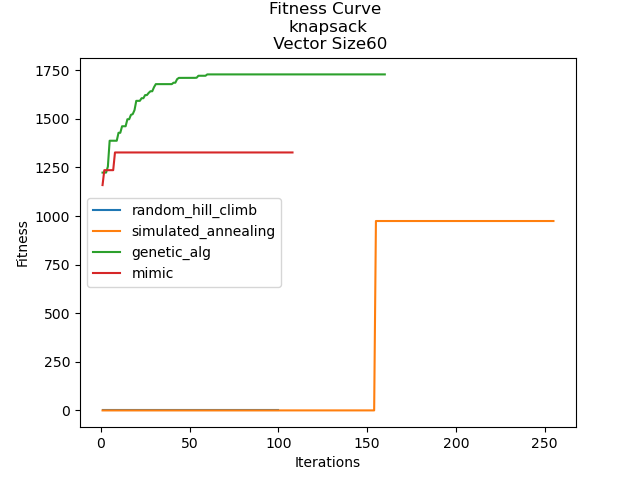 Fitness Curve
knapsack
Vector Size60
1750
1500
1250
1000
750
500
250
0
Fitness
random_hill_climb
simulated_annealing
genetic_alg
mimic
0 50 100 150 200 250
Iterations